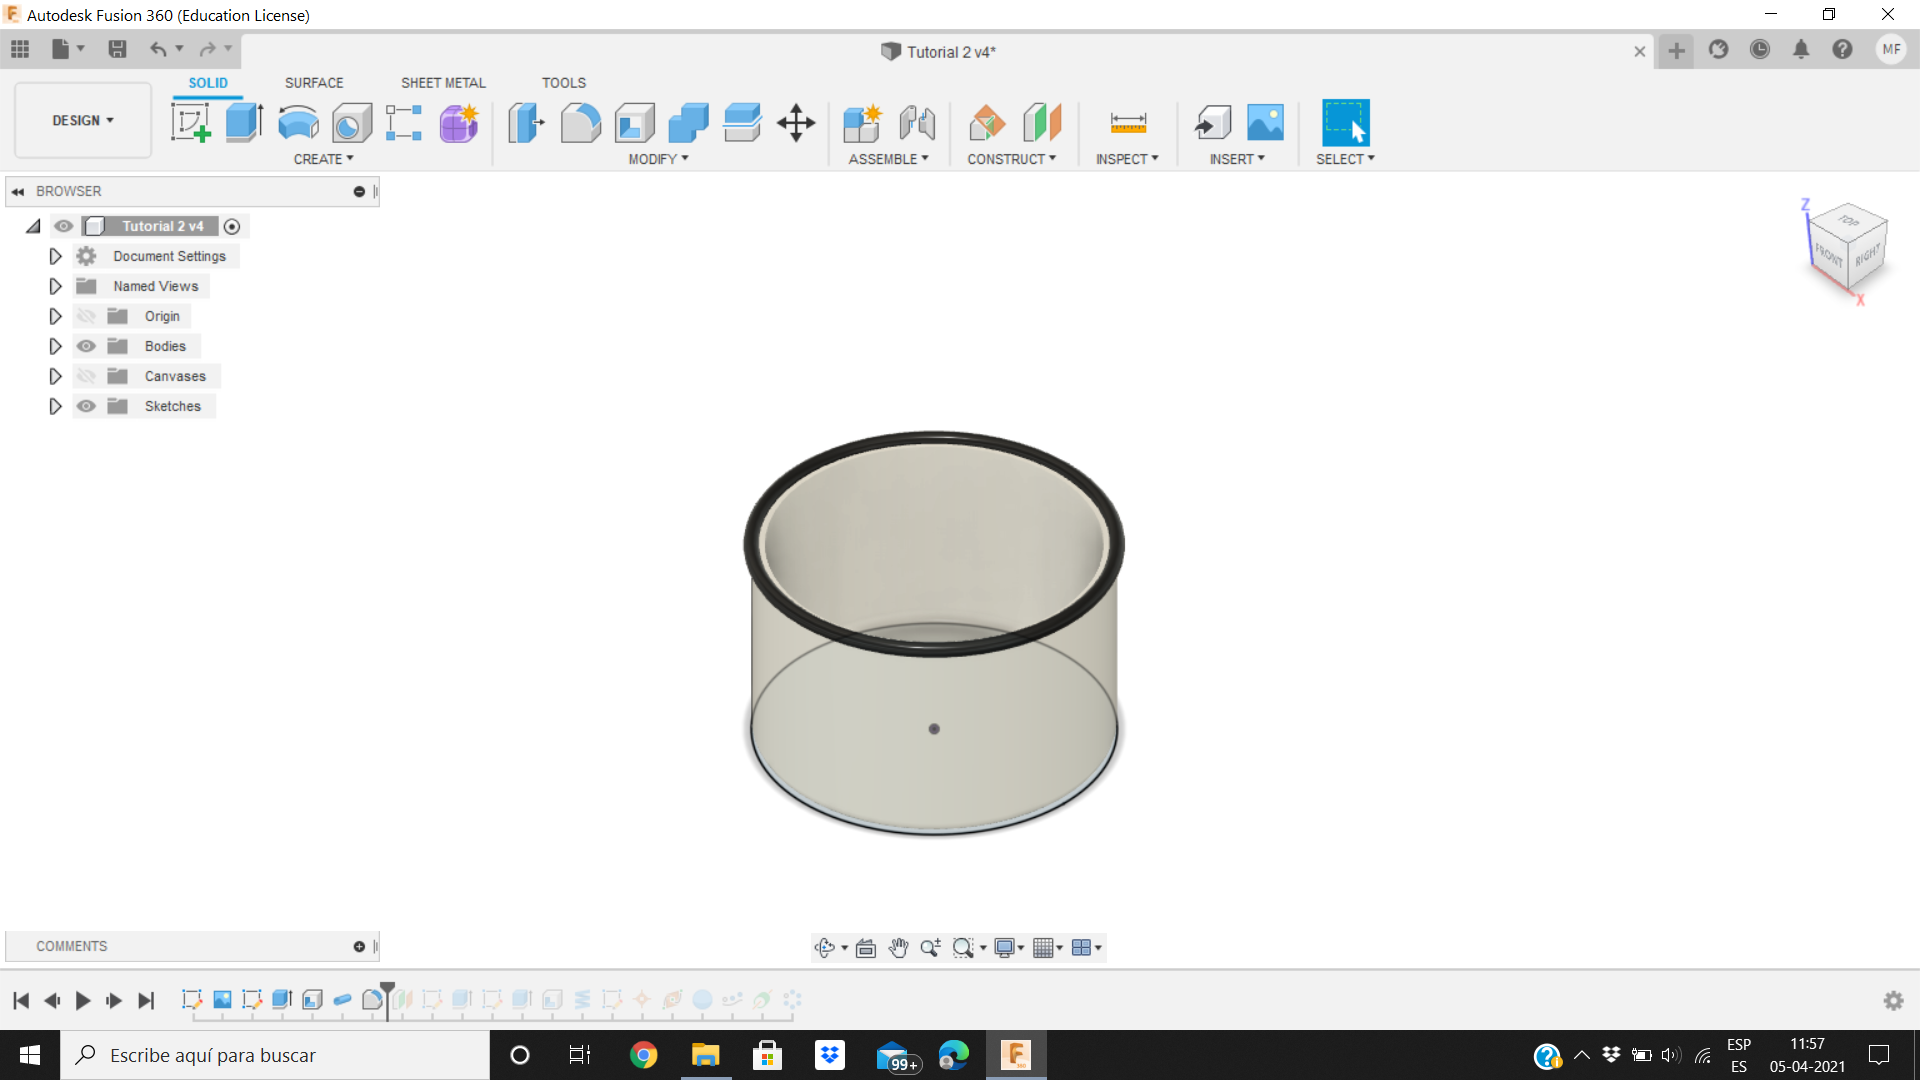 Autodesk Fusion 360 (Education License)
Tutorial 2 v4*
MF
DESIGN
SOLID SURFACE SHEET METAL TOOLS
CREATE MODIFY ASSEMBLE CONSTRUCT INSPECT INSERT SELECT
BROWSER
Tutorial 2 v4
Document Settings
Named Views
Origin
Bodies
Canvases
Sketches
Z
TOP
FRONT
RIGHT
X
COMMENTS
Escribe aquí para buscar
99+
F
360
ESP
ES
11:57
05-04-2021